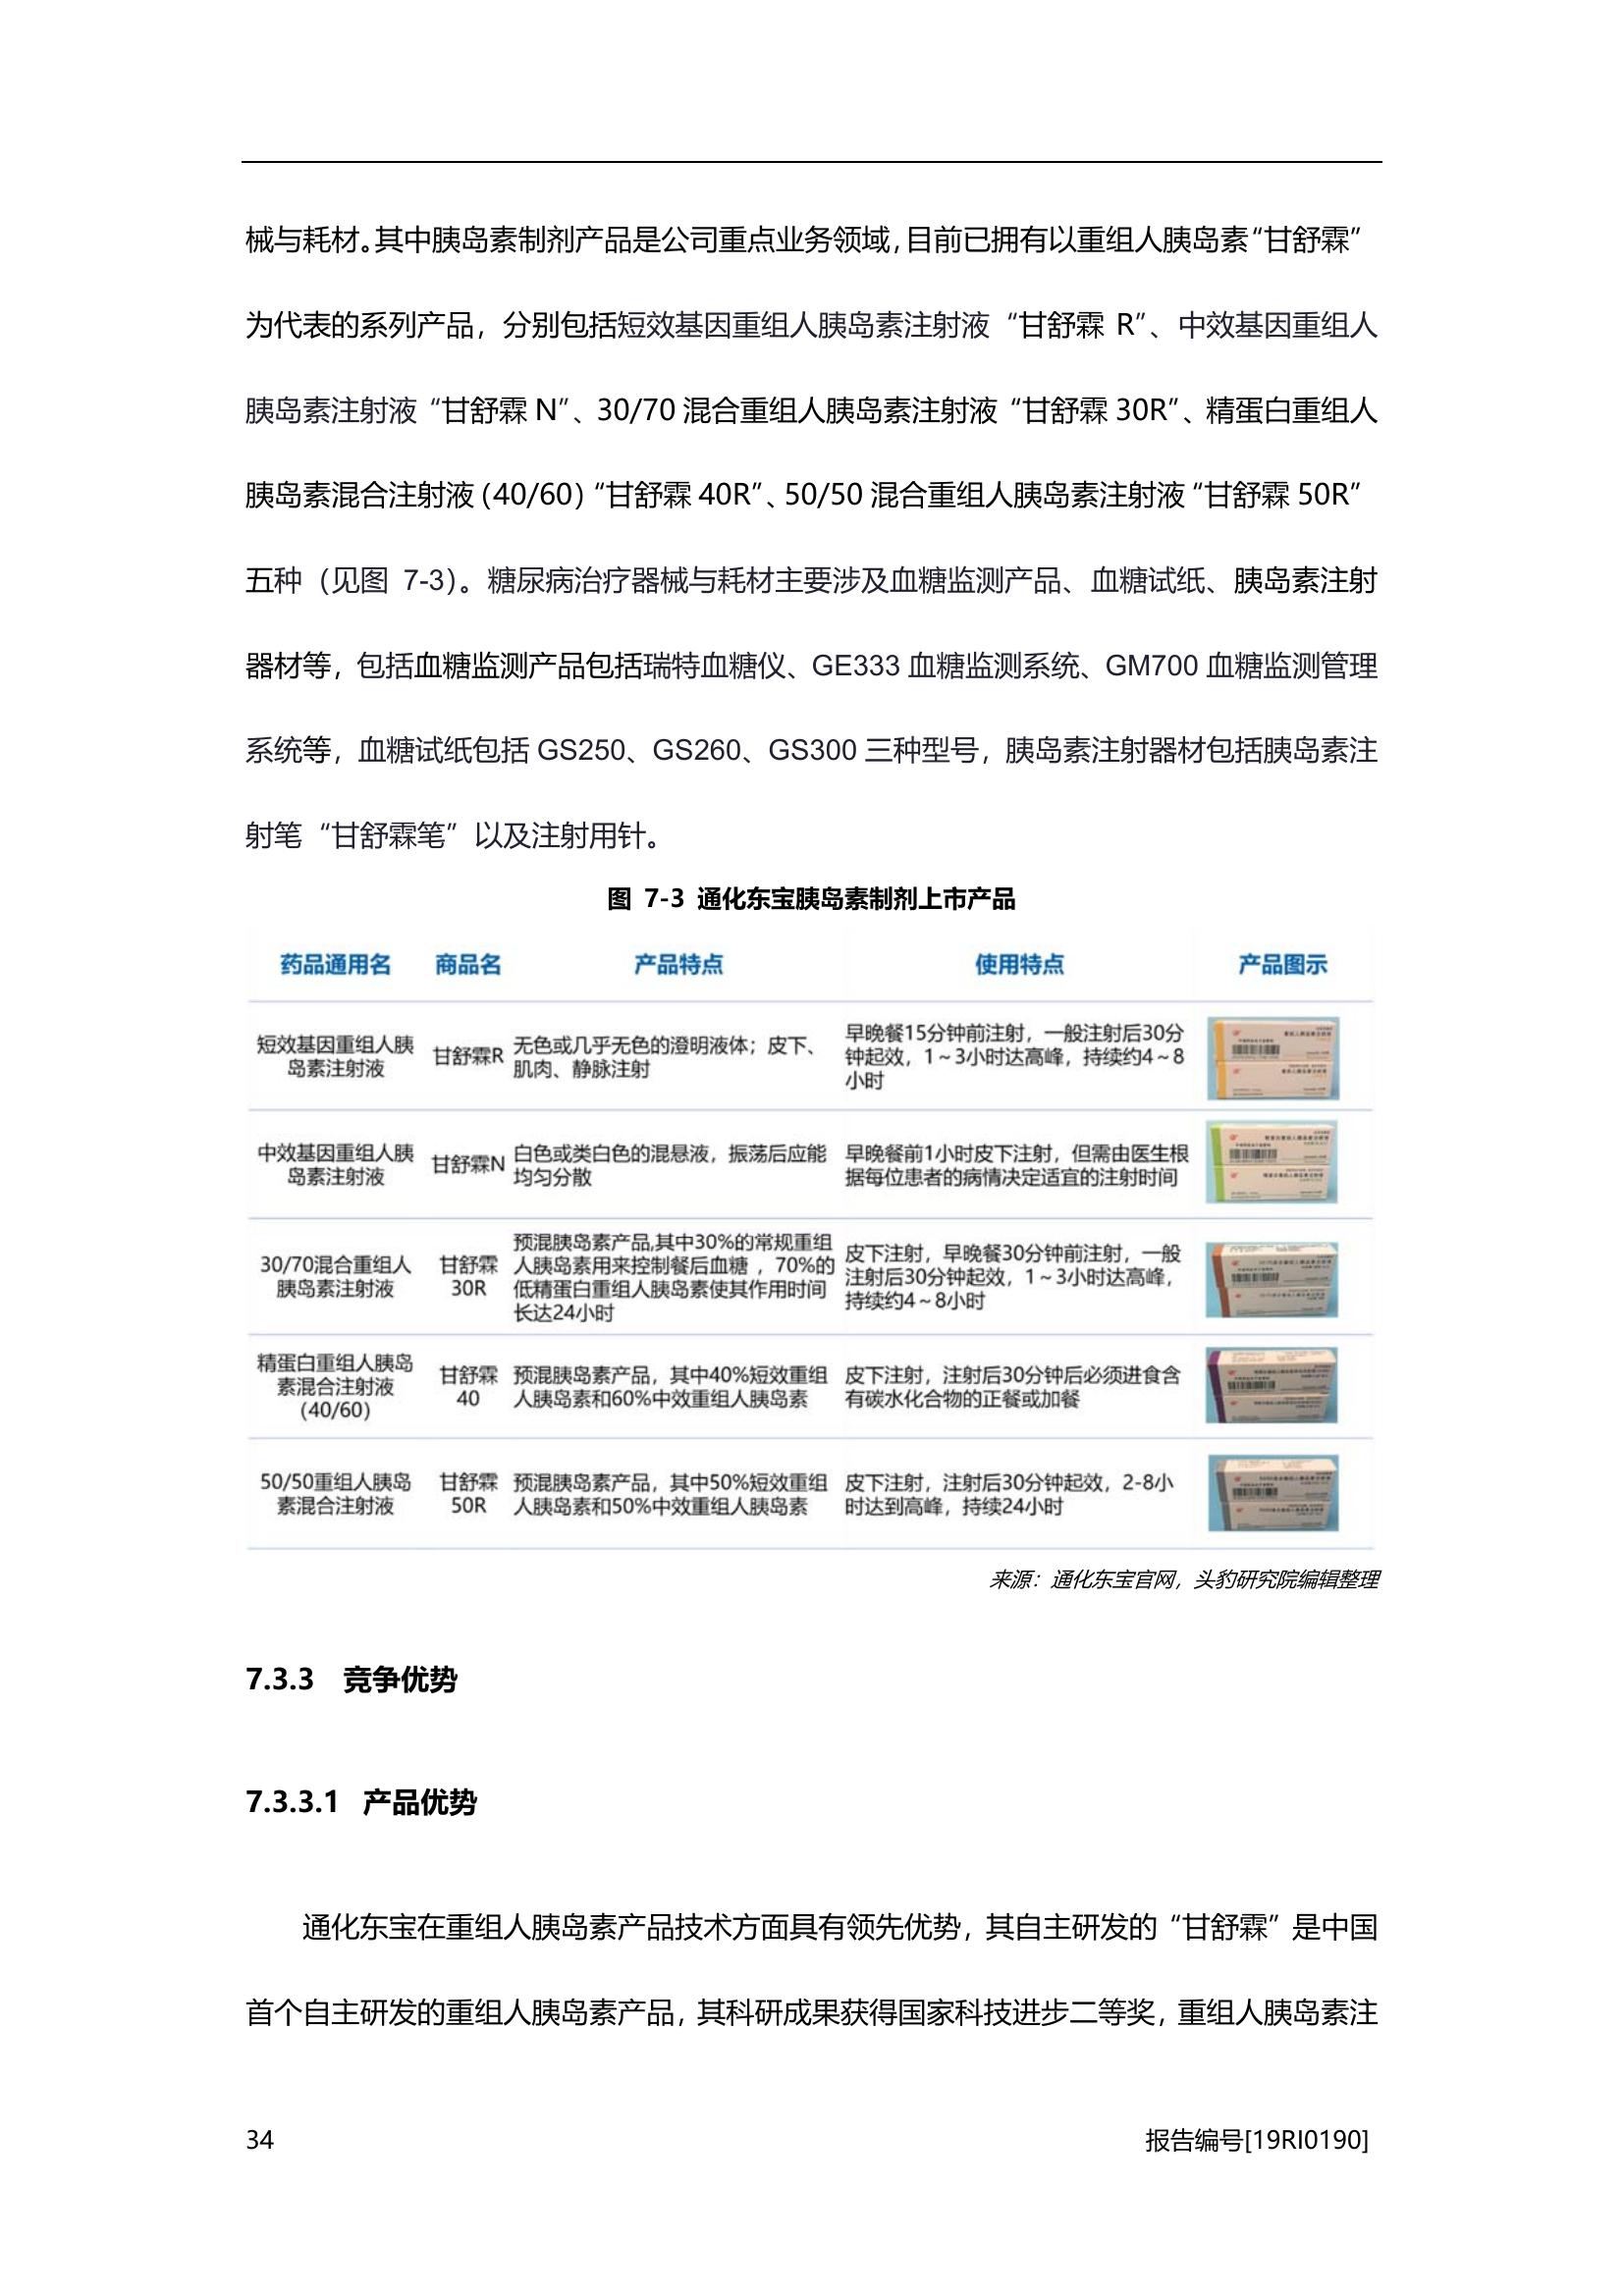 械与耗材。其中胰岛素制剂产品是公司重点业务领域，目前已拥有以重组人胰岛素“甘舒霖”
为代表的系列产品，分别包括短效基因重组人胰岛素注射液“甘舒霖 R”、中效基因重组人
胰岛素注射液“甘舒霖 N”、30/70 混合重组人胰岛素注射液“甘舒霖 30R”、精蛋白重组人
胰岛素混合注射液（40/60）“甘舒霖 40R”、50/50 混合重组人胰岛素注射液“甘舒霖 50R”
五种（见图 7-3）。糖尿病治疗器械与耗材主要涉及血糖监测产品、血糖试纸、胰岛素注射
器材等，包括血糖监测产品包括瑞特血糖仪、GE333 血糖监测系统、GM700 血糖监测管理
系统等，血糖试纸包括 GS250、GS260、GS300 三种型号，胰岛素注射器材包括胰岛素注
射笔“甘舒霖笔”以及注射用针。
图 7-3 通化东宝胰岛素制剂上市产品
药品通用名 商品名 产品特点 使用特点 产品图示
短效基因重组人胰
岛素注射液
甘舒霖R
无色或几乎无色的澄明液体；皮下、
肌肉、静脉注射
早晚餐15分钟前注射，一般注射后30分
钟起效，1～3小时达高峰，持续约4～8
小时
中效基因重组人胰
岛素注射液
甘舒霖N
白色或类白色的混悬液，振荡后应能
均匀分散
早晚餐前1小时皮下注射，但需由医生根
据每位患者的病情决定适宜的注射时间
30/70混合重组人
胰岛素注射液
甘舒霖
30R
预混胰岛素产品,其中30%的常规重组
人胰岛素用来控制餐后血糖 ，70%的
低精蛋白重组人胰岛素使其作用时间
长达24小时
皮下注射，早晚餐30分钟前注射，一般
注射后30分钟起效，1～3小时达高峰，
持续约4～8小时
精蛋白重组人胰岛
素混合注射液
（40/60）
甘舒霖
40
预混胰岛素产品，其中40%短效重组
人胰岛素和60%中效重组人胰岛素
皮下注射，注射后30分钟后必须进食含
有碳水化合物的正餐或加餐
50/50重组人胰岛
素混合注射液
甘舒霖
50R
预混胰岛素产品，其中50%短效重组
人胰岛素和50%中效重组人胰岛素
皮下注射，注射后30分钟起效，2-8小
时达到高峰，持续24小时
来源：通化东宝官网，头豹研究院编辑整理
7.3.3 竞争优势
7.3.3.1 产品优势
通化东宝在重组人胰岛素产品技术方面具有领先优势，其自主研发的“甘舒霖”是中国
首个自主研发的重组人胰岛素产品，其科研成果获得国家科技进步二等奖，重组人胰岛素注
34 报告编号[19RI0190]